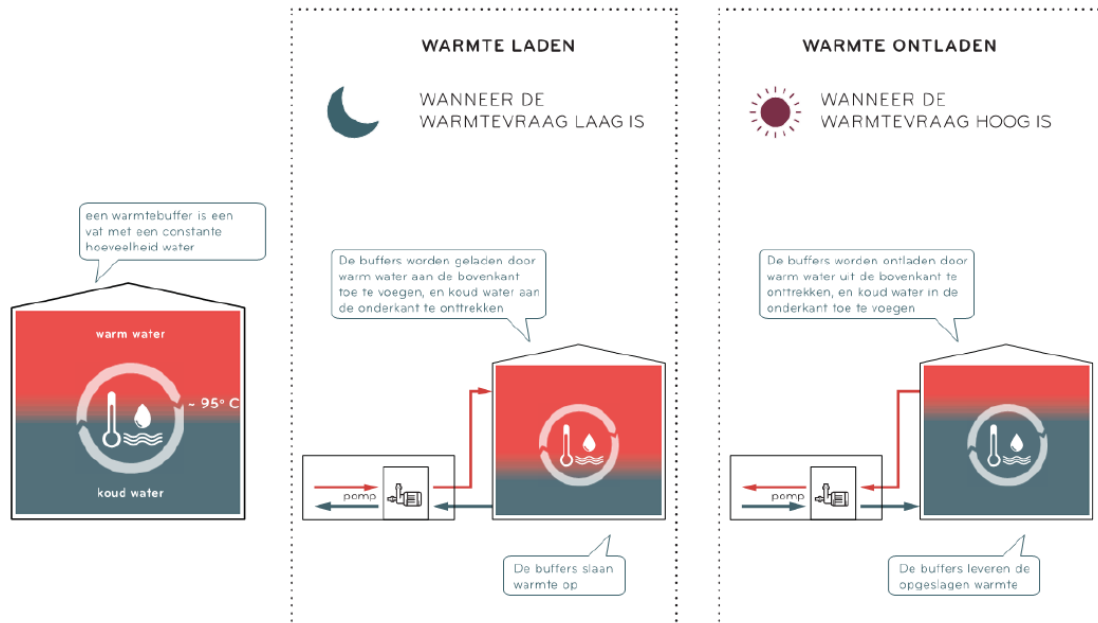 WARMTE LADEN
WANNEER DE
WARMTEVRAAG LAAG IS
WARMTE ONTLADEN
WANNEER DE
WARMTEVRAAG HOOG IS
een warmtebuffer is een
vat met een constante
hoeveelheid water
warm water
~ 95° C
koud water
De buffers worden geladen door
warm water aan de bovenkant
toe te voegen, en koud water aan
de onderkant te onttrekken
pomp
De buffers slaan
warmte op
De buffers worden ontladen door
warm water uit de bovenkant te
onttrekken, en koud water in de
onderkant toe te voegen
pomp
De buffers leveren de
opgeslagen warmte